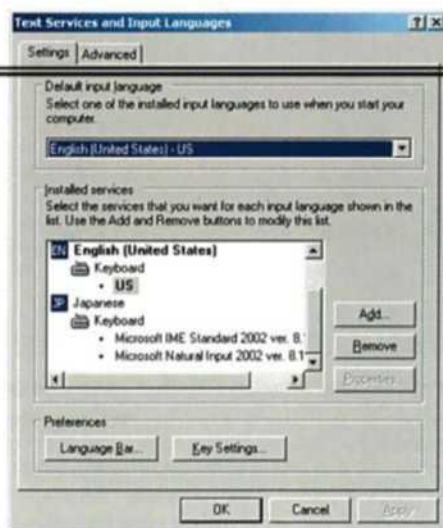 Text Services and Input Languages
Settings
Advanced
Default input language
Select one of the installed input languages to use when you start your
computer.
English (United States) - US
Installed services
Select the services that you want for each input language shown in the
list. Use the Add and Remove buttons to modify this list.
EN English (United States)
Keyboard
• US
JP Japanese
Keyboard
• Microsoft IME Standard 2002 ver. 8.
• Microsoft Natural Input 2002 ver. 8.1
Add...
Remove
Properties...
Preferences
Language Bar...
Key Settings...
OK
Cancel
Apply